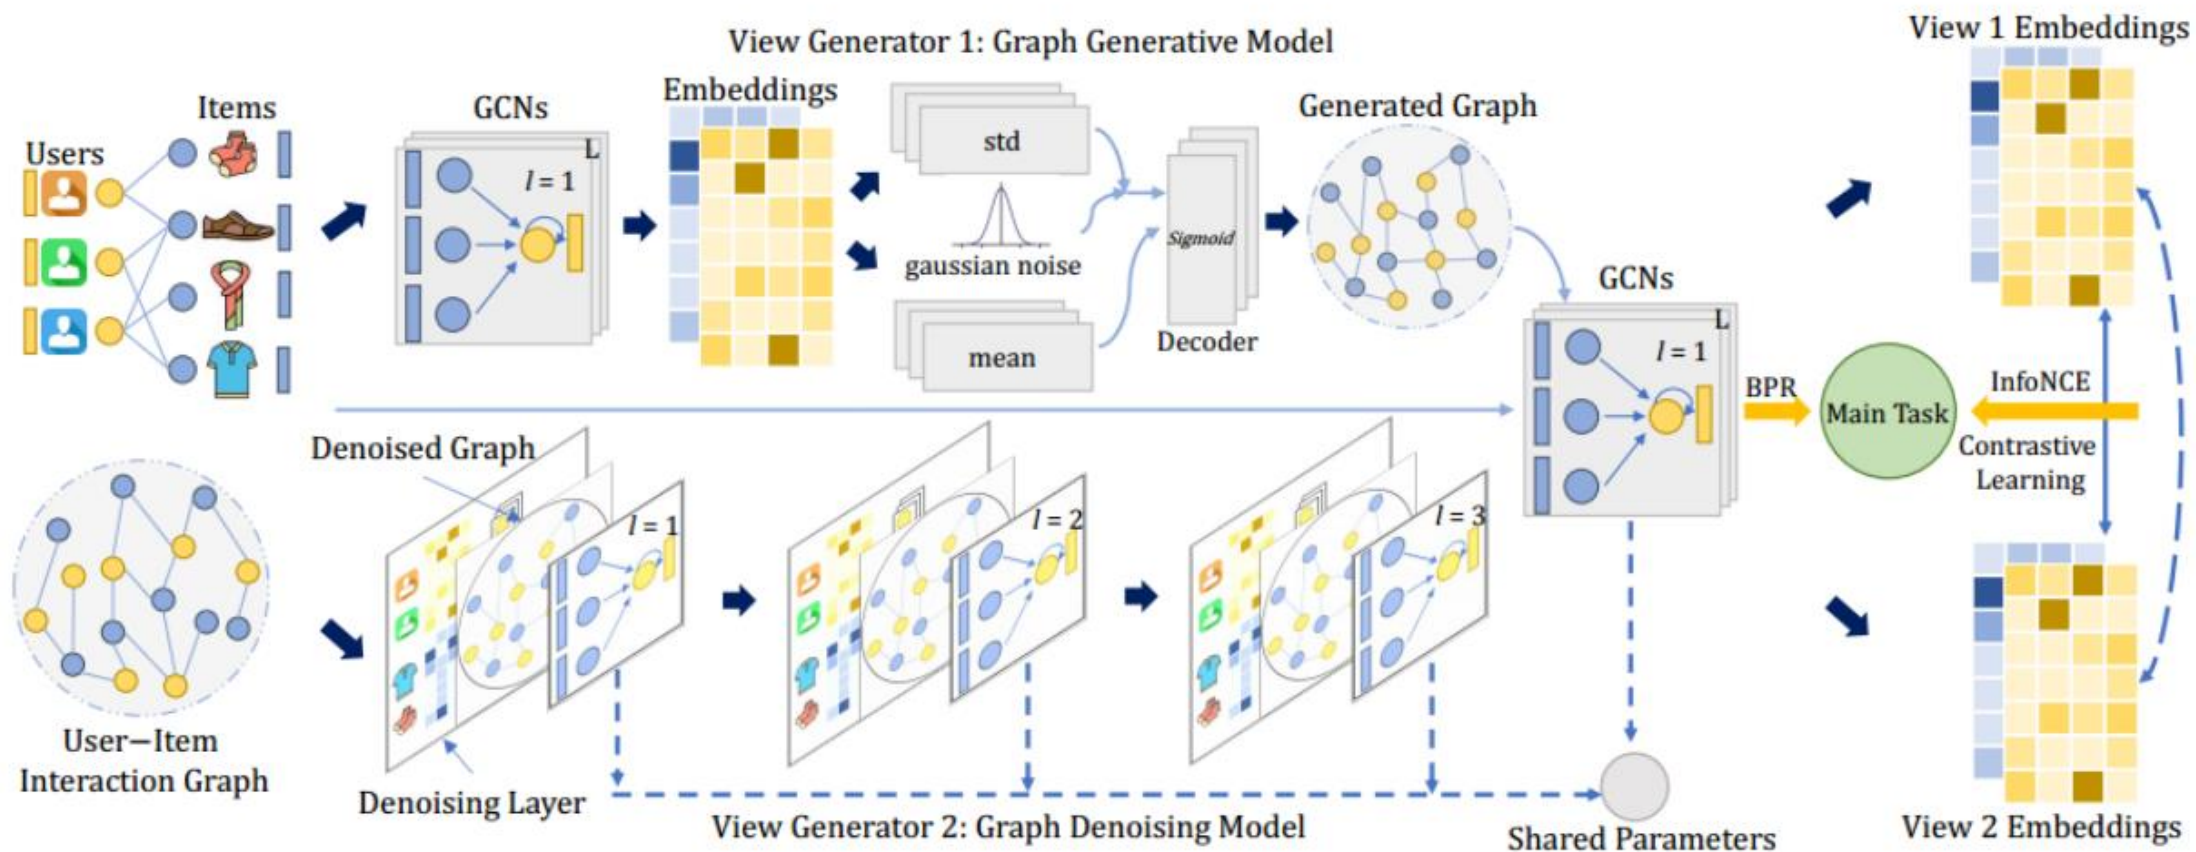 View Generator 1: Graph Generative Model
View 1 Embeddings
Users
Items
GCNs
L
l = 1
Embeddings
std
gaussian noise
mean
Sigmoid
Decoder
Generated Graph
GCNs
L
l = 1
BPR
Main Task
InfoNCE
Contrastive
Learning
Denoised Graph
l = 1
l = 2
l = 3
User–Item
Interaction Graph
Denoising Layer
View Generator 2: Graph Denoising Model
Shared Parameters
View 2 Embeddings